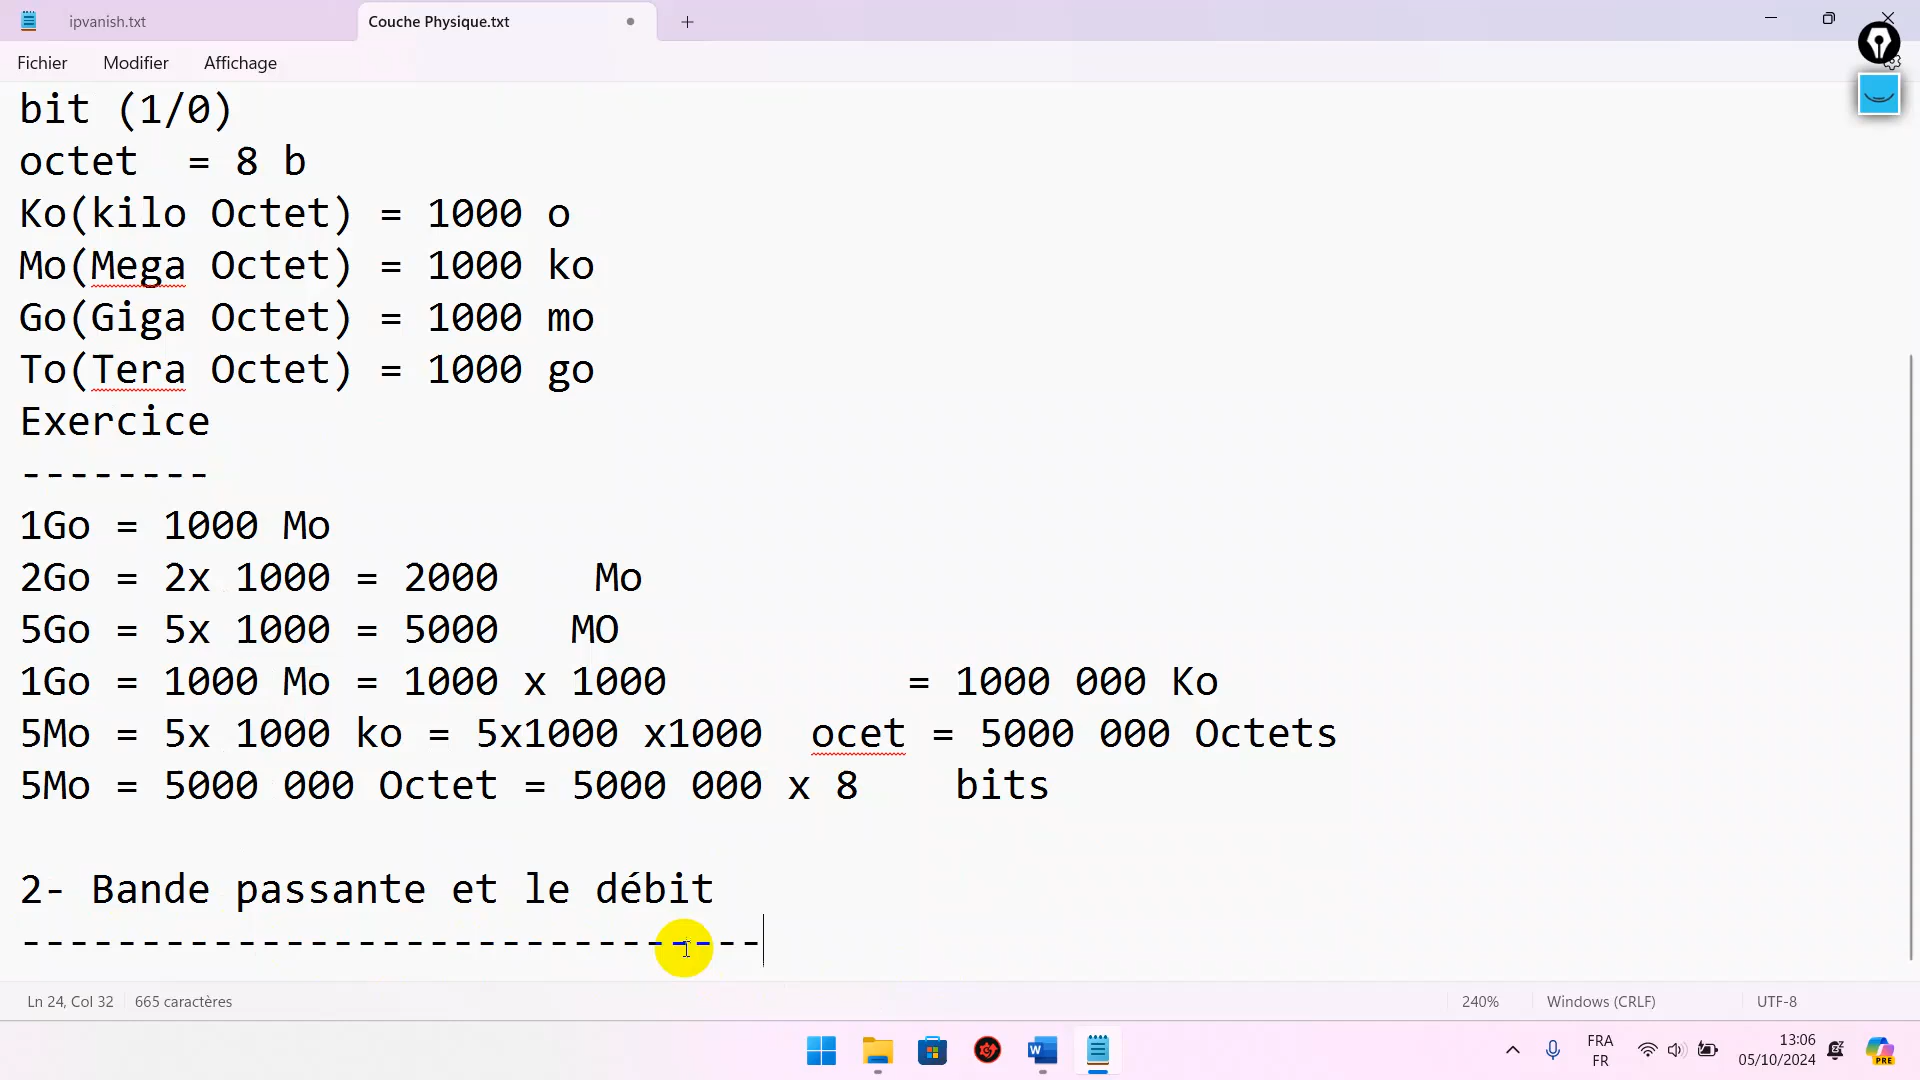 ipvanish.txt
Couche Physique.txt
Fichier Modifier Affichage
bit (1/0)
octet  = 8 b
Ko(kilo Octet) = 1000 o
Mo(Mega Octet) = 1000 ko
Go(Giga Octet) = 1000 mo
To(Tera Octet) = 1000 go
Exercice
--------
1Go = 1000 Mo
2Go = 2x 1000 = 2000    Mo
5Go = 5x 1000 = 5000   MO
1Go = 1000 Mo = 1000 x 1000          = 1000 000 Ko
5Mo = 5x 1000 ko = 5x1000 x1000  ocet = 5000 000 Octets
5Mo = 5000 000 Octet = 5000 000 x 8    bits
2- Bande passante et le débit
-------------------------------
Ln 24, Col 32 665 caractères 240% Windows (CRLF) UTF-8
FRA
FR
13:06
05/10/2024
PRE